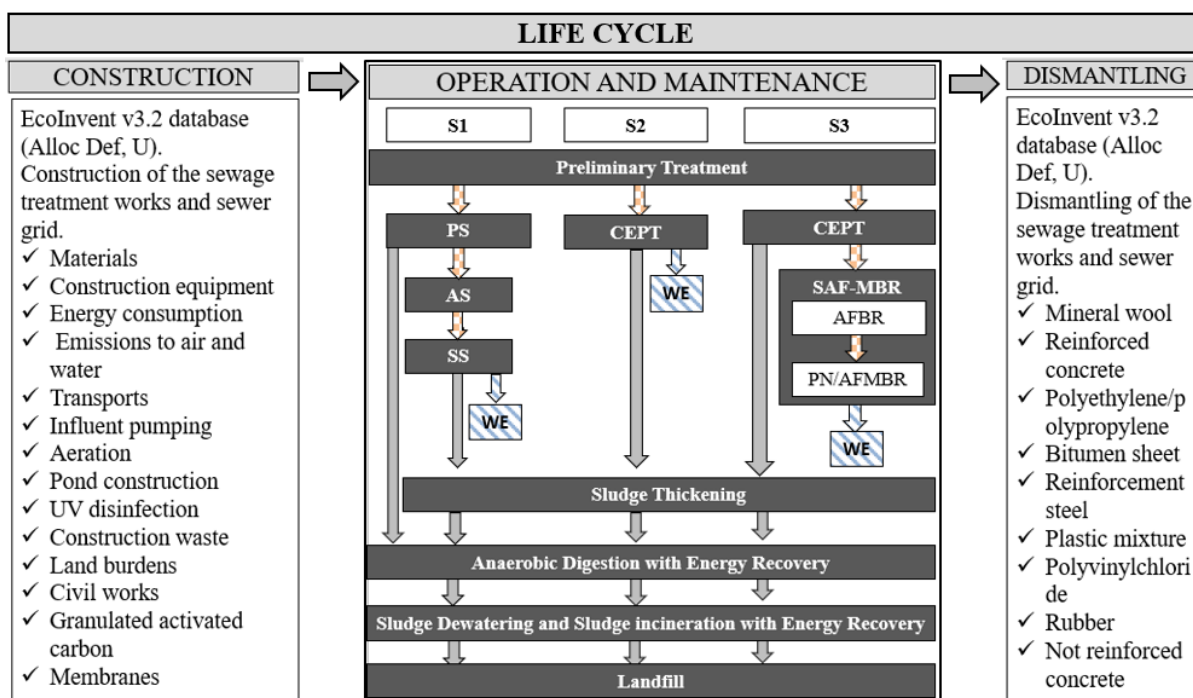 LIFE CYCLE
CONSTRUCTION
EcoInvent v3.2 database
(Alloc Def, U).
Construction of the sewage
treatment works and sewer
grid.
✓ Materials
✓ Construction equipment
✓ Energy consumption
✓ Emissions to air and
water
✓ Transports
✓ Influent pumping
✓ Aeration
✓ Pond construction
✓ UV disinfection
✓ Construction waste
✓ Land burdens
✓ Civil works
✓ Granulated activated
carbon
✓ Membranes
OPERATION AND MAINTENANCE
S1 S2 S3
Preliminary Treatment
PS CEPT CEPT
AS WE SAF-MBR
AFBR
SS
PN/AFMBR
WE
WE
Sludge Thickening
Anaerobic Digestion with Energy Recovery
Sludge Dewatering and Sludge incineration with Energy Recovery
Landfill
DISMANTLING
EcoInvent v3.2
database (Alloc
Def, U).
Dismantling of the
sewage treatment
works and sewer
grid.
✓ Mineral wool
✓ Reinforced
concrete
✓ Polyethylene/p
olypropylene
✓ Bitumen sheet
✓ Reinforcement
steel
✓ Plastic mixture
✓ Polyvinylchlori
de
✓ Rubber
✓ Not reinforced
concrete